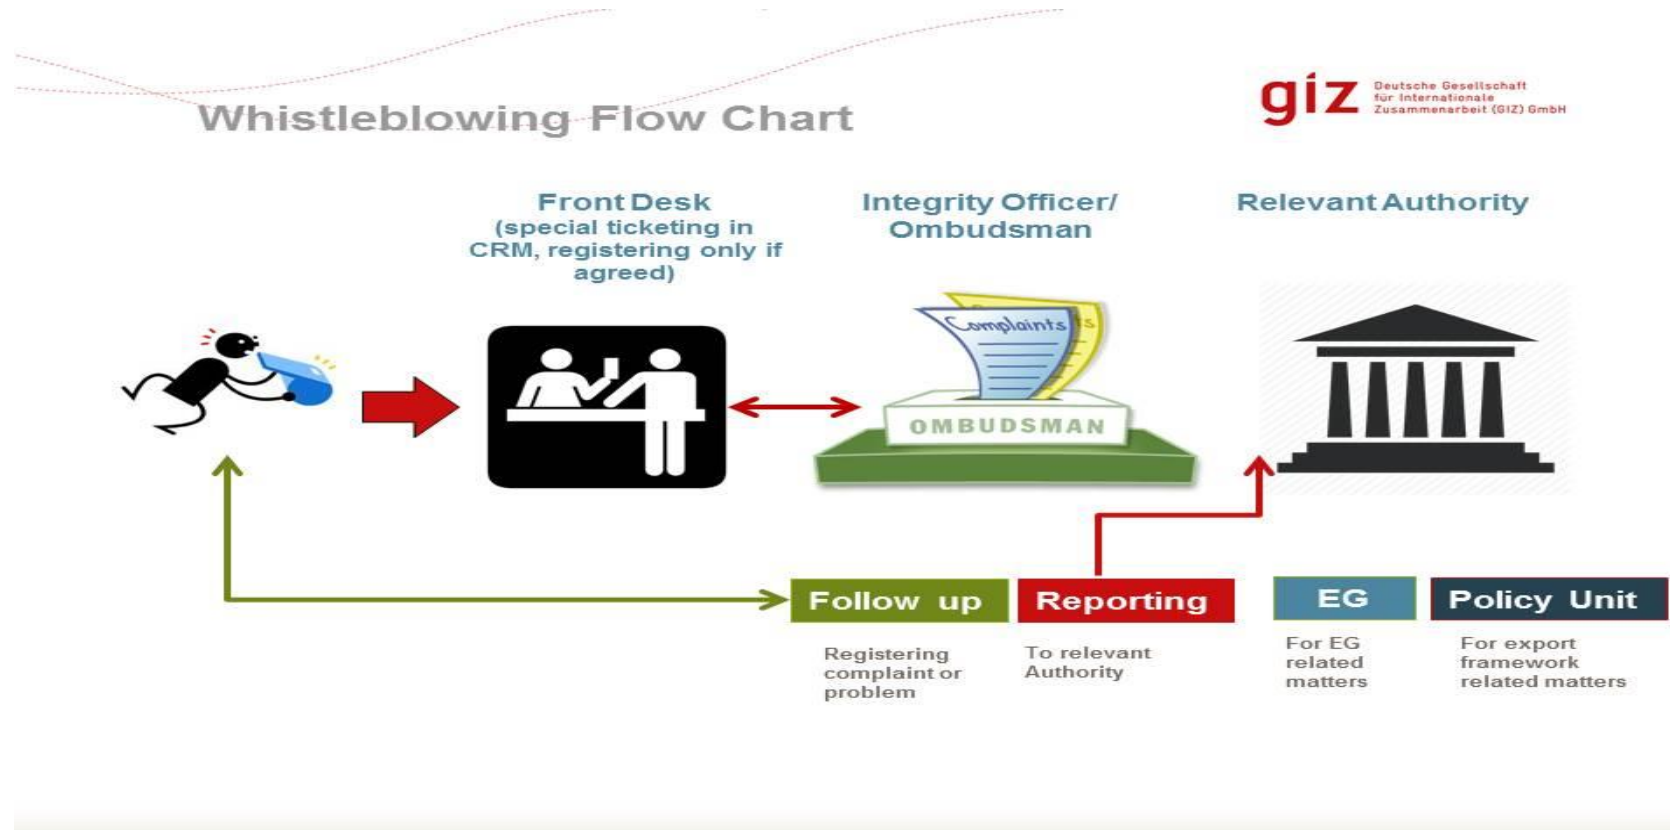 Whistleblowing Flow Chart
giz
Deutsche Gesellschaft
für Internationale
Zusammenarbeit (GIZ) GmbH
Front Desk
(special ticketing in
CRM, registering only if
agreed)
Integrity Officer/
Ombudsman
Relevant Authority
Complaints
OMBUDSMAN
Follow up
Reporting
EG
Policy Unit
Registering
complaint or
problem
To relevant
Authority
For EG
related
matters
For export
framework
related matters